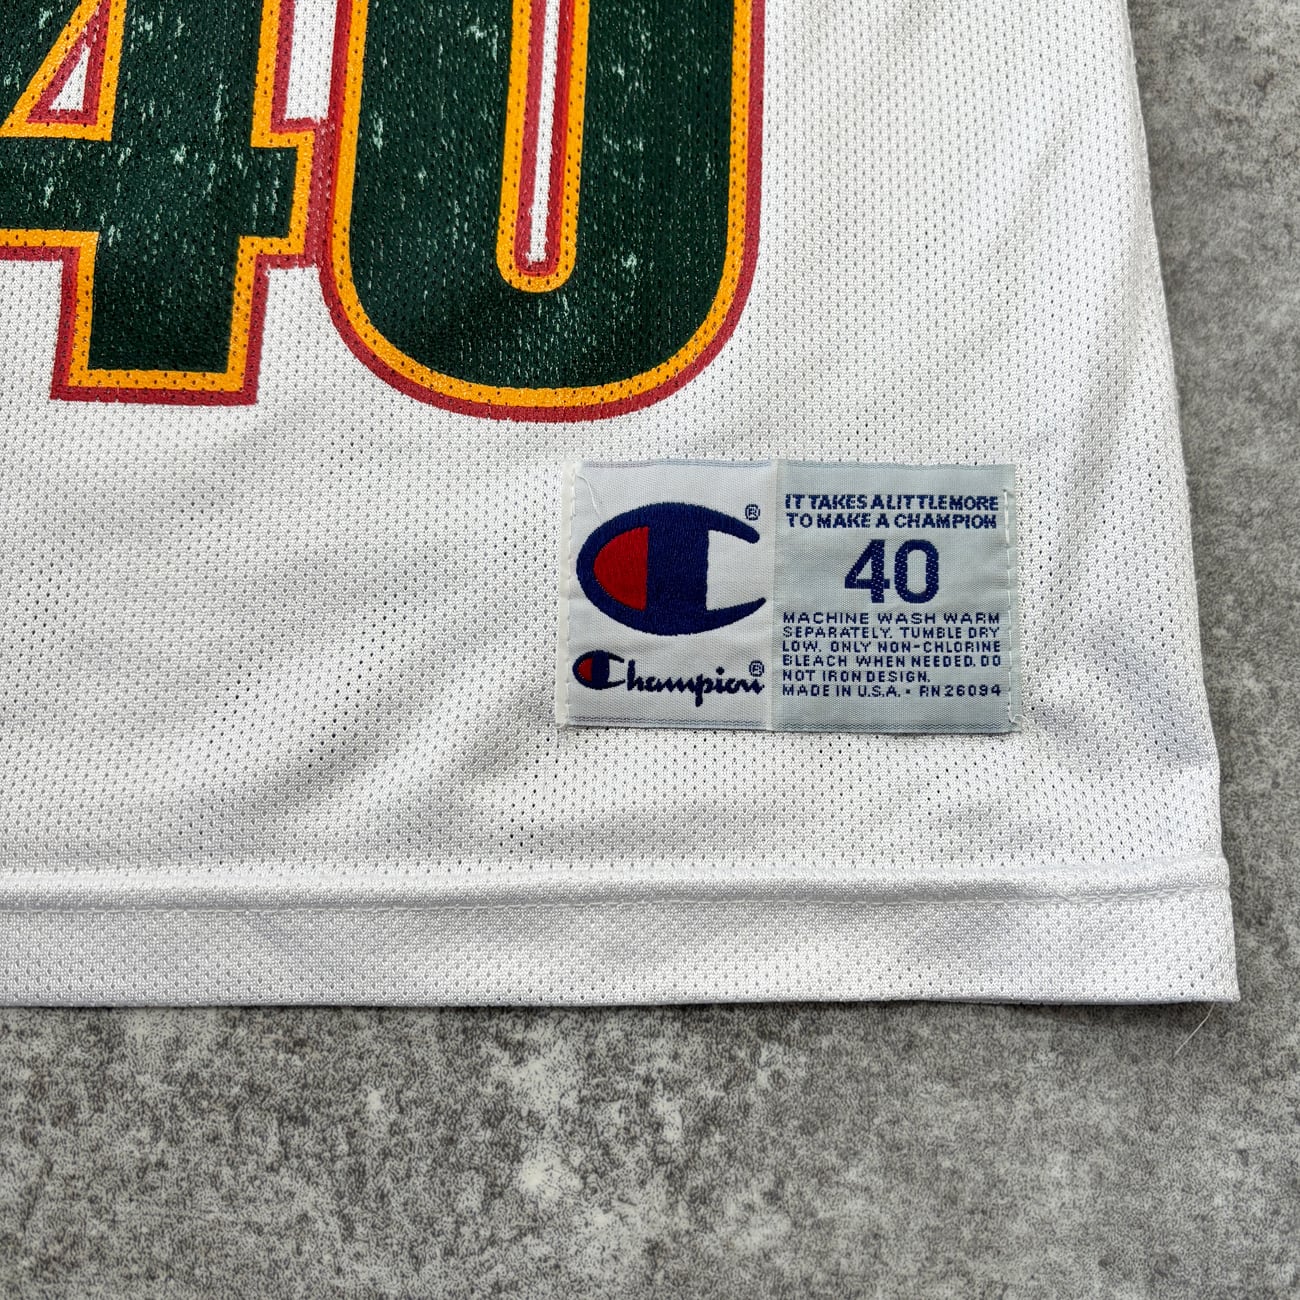 40
®
Champion®
IT TAKES A LITTLE MORE
TO MAKE A CHAMPION
40
MACHINE WASH WARM
SEPARATELY. TUMBLE DRY
LOW. ONLY NON-CHLORINE
BLEACH WHEN NEEDED. DO
NOT IRON DESIGN.
MADE IN U.S.A. • RN 26094